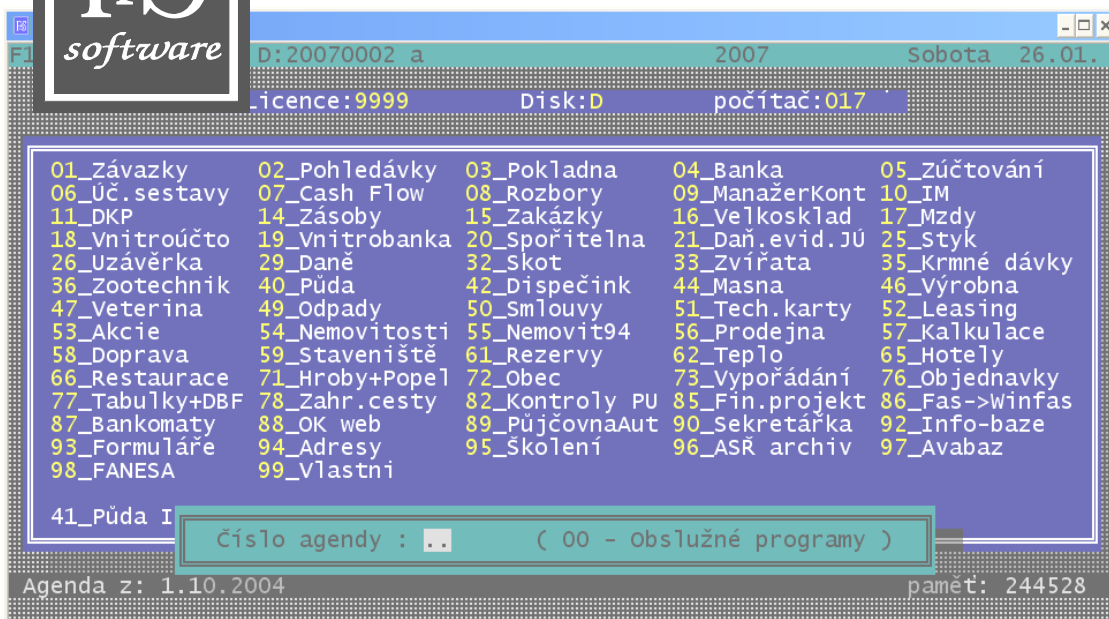 software
F1 D:20070002 a 2007 Sobota 26.01.
Licence:9999 Disk:D počítač:017
01_Závazky 02_Pohledávky 03_Pokladna 04_Banka 05_Zúčtování
06_Úč.sestavy 07_Cash Flow 08_Rozbory 09_ManažerKont 10_IM
11_DKP 14_Zásoby 15_Zakázky 16_Velkosklad 17_Mzdy
18_Vnitroúčto 19_Vnitrobanka 20_Spořitelna 21_Daň.evid.JÚ 25_Styk
26_Uzávěrka 29_Daně 32_Skot 33_Zvířata 35_Krmné dávky
36_Zootechnik 40_Půda 42_Dispečink 44_Masna 46_Výrobna
47_Veterina 49_Odpady 50_Smlouvy 51_Tech.karty 52_Leasing
53_Akcie 54_Nemovitosti 55_Nemovit94 56_Prodejna 57_Kalkulace
58_Doprava 59_Staveniště 61_Rezervy 62_Teplo 65_Hotely
66_Restaurace 71_Hroby+Popel 72_Obec 73_Vypořádání 76_Objednavky
77_Tabulky+DBF 78_Zahr.cesty 82_Kontroly PU 85_Fin.projekt 86_Fas->Winfas
87_Bankomaty 88_OK web 89_PůjčovnaAut 90_Sekretářka 92_Info-baze
93_Formuláře 94_Adresy 95_Školení 96_ASŘ archiv 97_Avabaz
98_FANESA 99_Vlastni
41_Půda I
Číslo agendy : .. ( 00 - Obslužné programy )
Agenda z: 1.10.2004 paměť: 244528